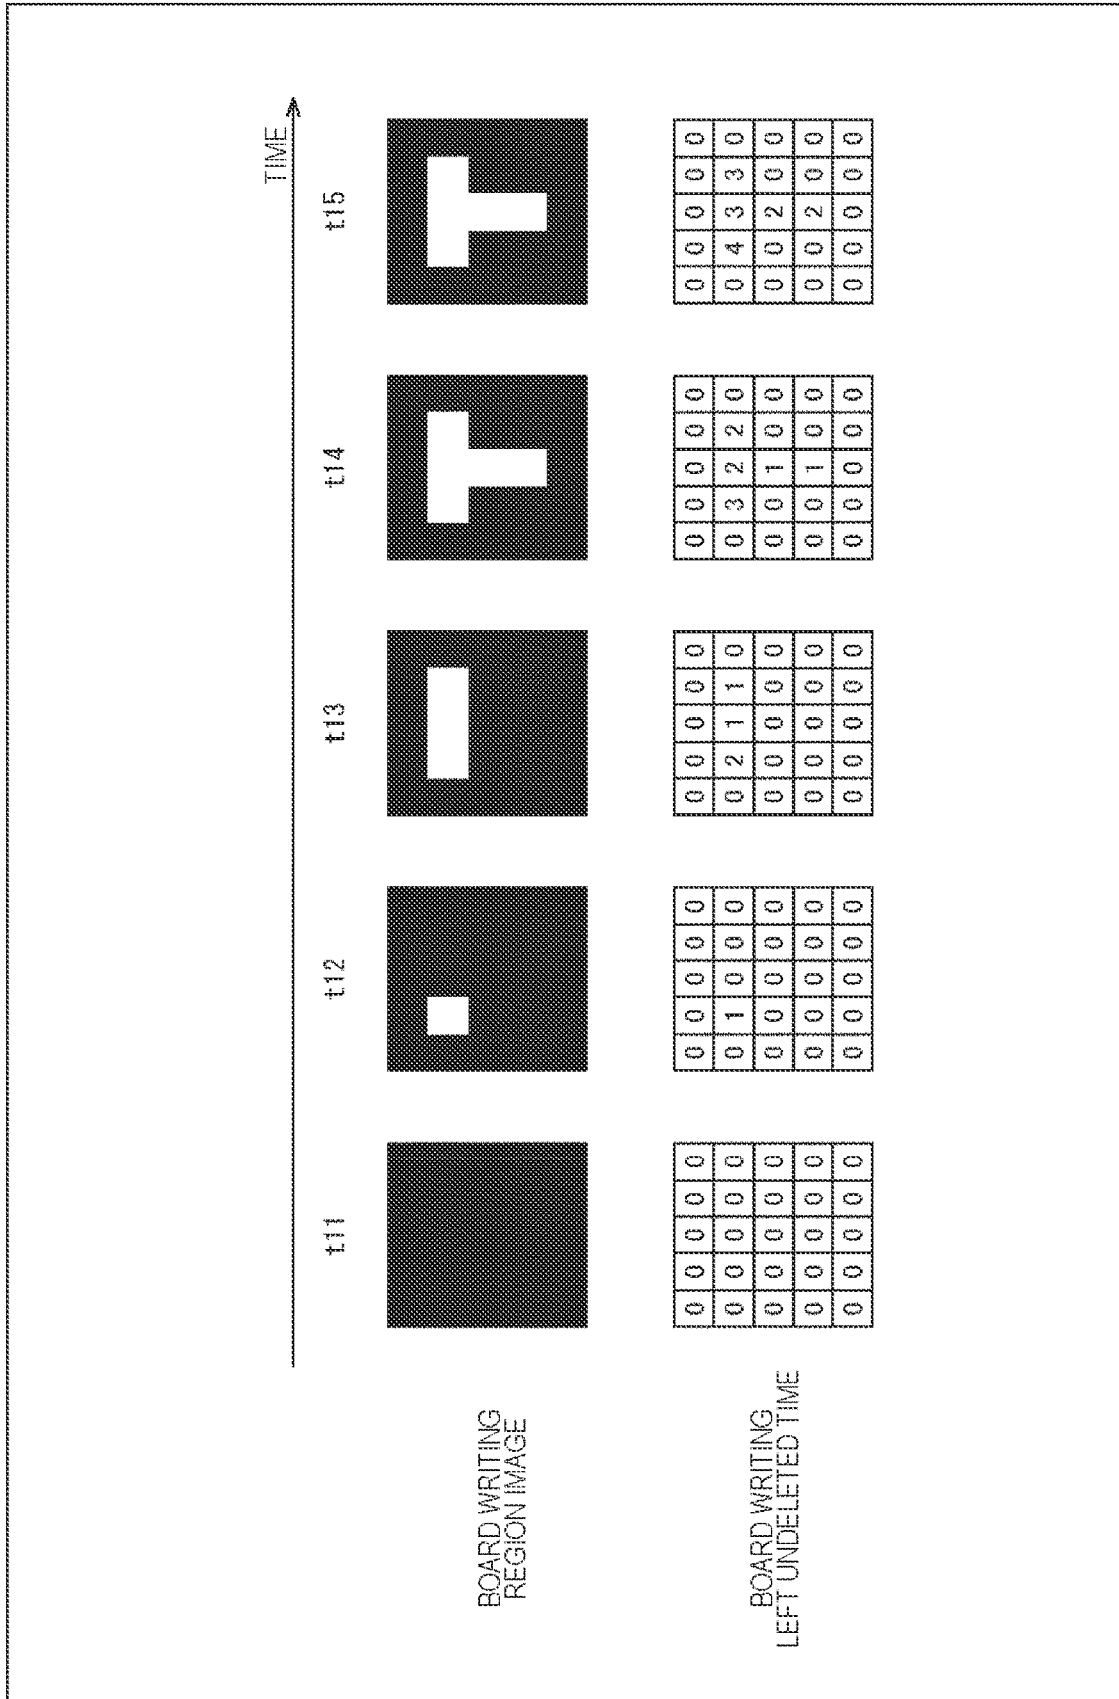 TIME
t11 t12 t13 t14 t15
BOARD WRITING
REGION IMAGE
BOARD WRITING
LEFT UNDELETED TIME
0 0 0 0 0 0 0 0 0 0 0 0 0 0 0 0 0 0 0 0 0 0 0 0 0
0 0 0 0 0 0 1 0 0 0 0 2 1 1 0 0 3 2 2 0 0 4 3 3 0
0 0 0 0 0 0 0 0 0 0 0 0 0 0 0 0 0 1 0 0 0 0 2 0 0
0 0 0 0 0 0 0 0 0 0 0 0 0 0 0 0 0 1 0 0 0 0 2 0 0
0 0 0 0 0 0 0 0 0 0 0 0 0 0 0 0 0 0 0 0 0 0 0 0 0